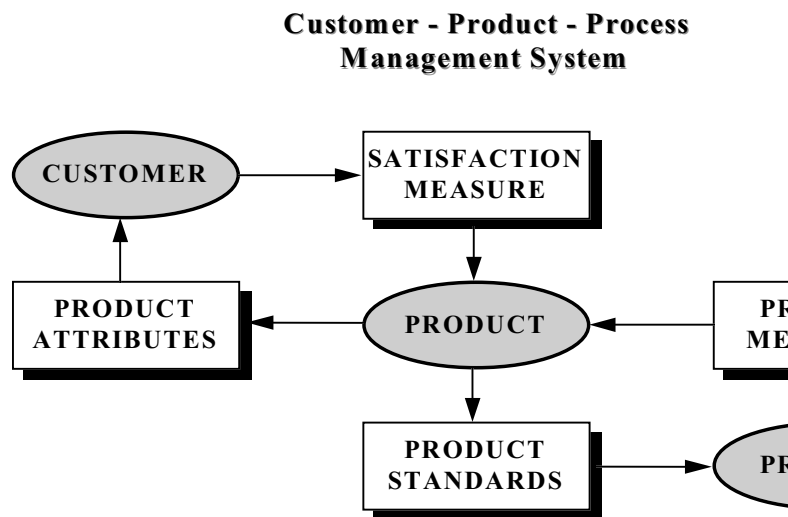 Customer - Product - Process
Management System
CUSTOMER
SATISFACTION
MEASURE
PRODUCT
ATTRIBUTES
PRODUCT
PRODUCT
STANDARDS